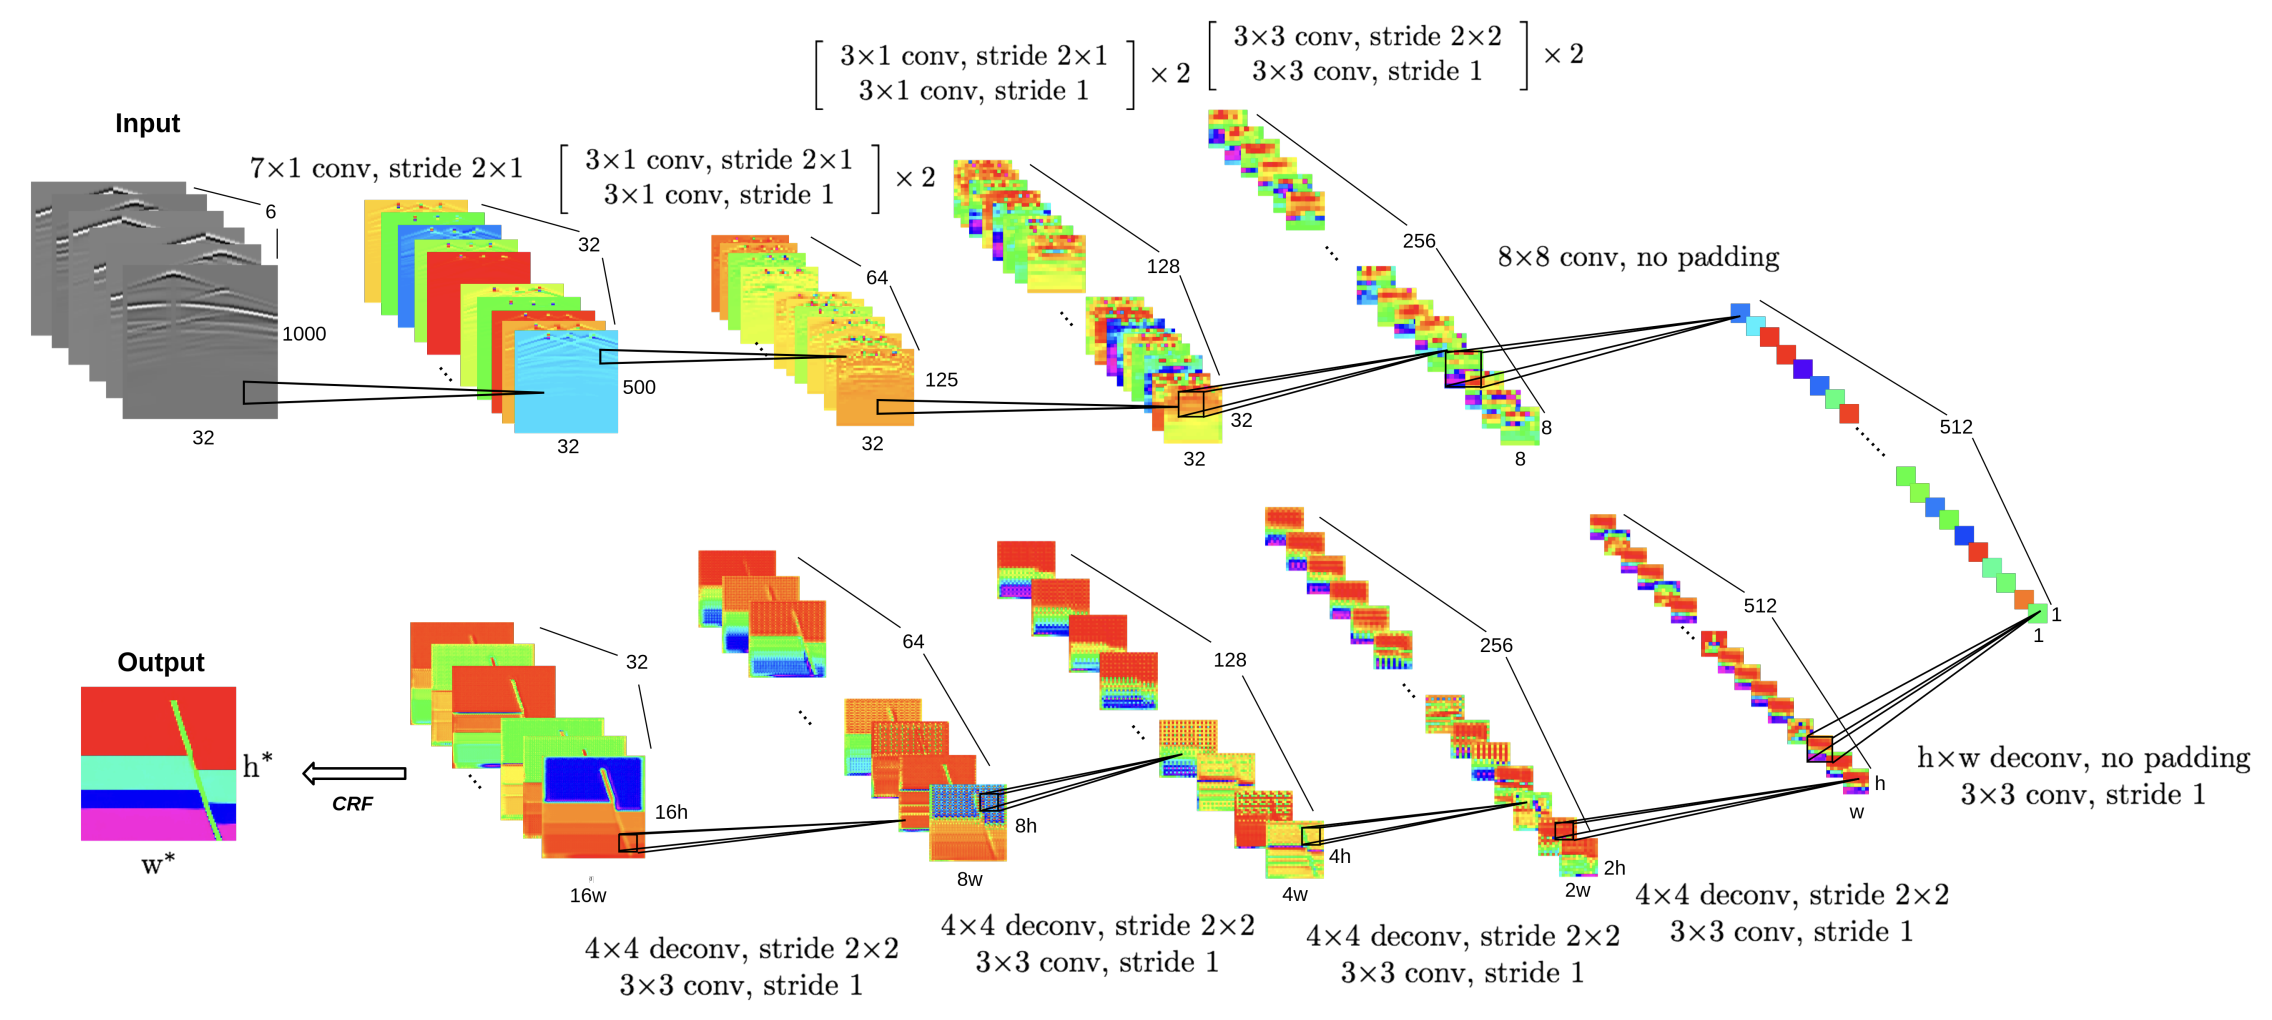 3×1 conv, stride 2×1
3×1 conv, stride 1
× 2
3×3 conv, stride 2×2
3×3 conv, stride 1
× 2
Input
7×1 conv, stride 2×1
3×1 conv, stride 2×1
3×1 conv, stride 1
× 2
6
1000
32
32
500
32
64
125
32
128
32
32
256
8
8
8×8 conv, no padding
512
1
1
h×w deconv, no padding
3×3 conv, stride 1
512
h
w
4×4 deconv, stride 2×2
3×3 conv, stride 1
256
2h
2w
4×4 deconv, stride 2×2
3×3 conv, stride 1
128
4h
4w
4×4 deconv, stride 2×2
3×3 conv, stride 1
64
8h
8w
4×4 deconv, stride 2×2
3×3 conv, stride 1
32
16h
16w
CRF
Output
h*
w*